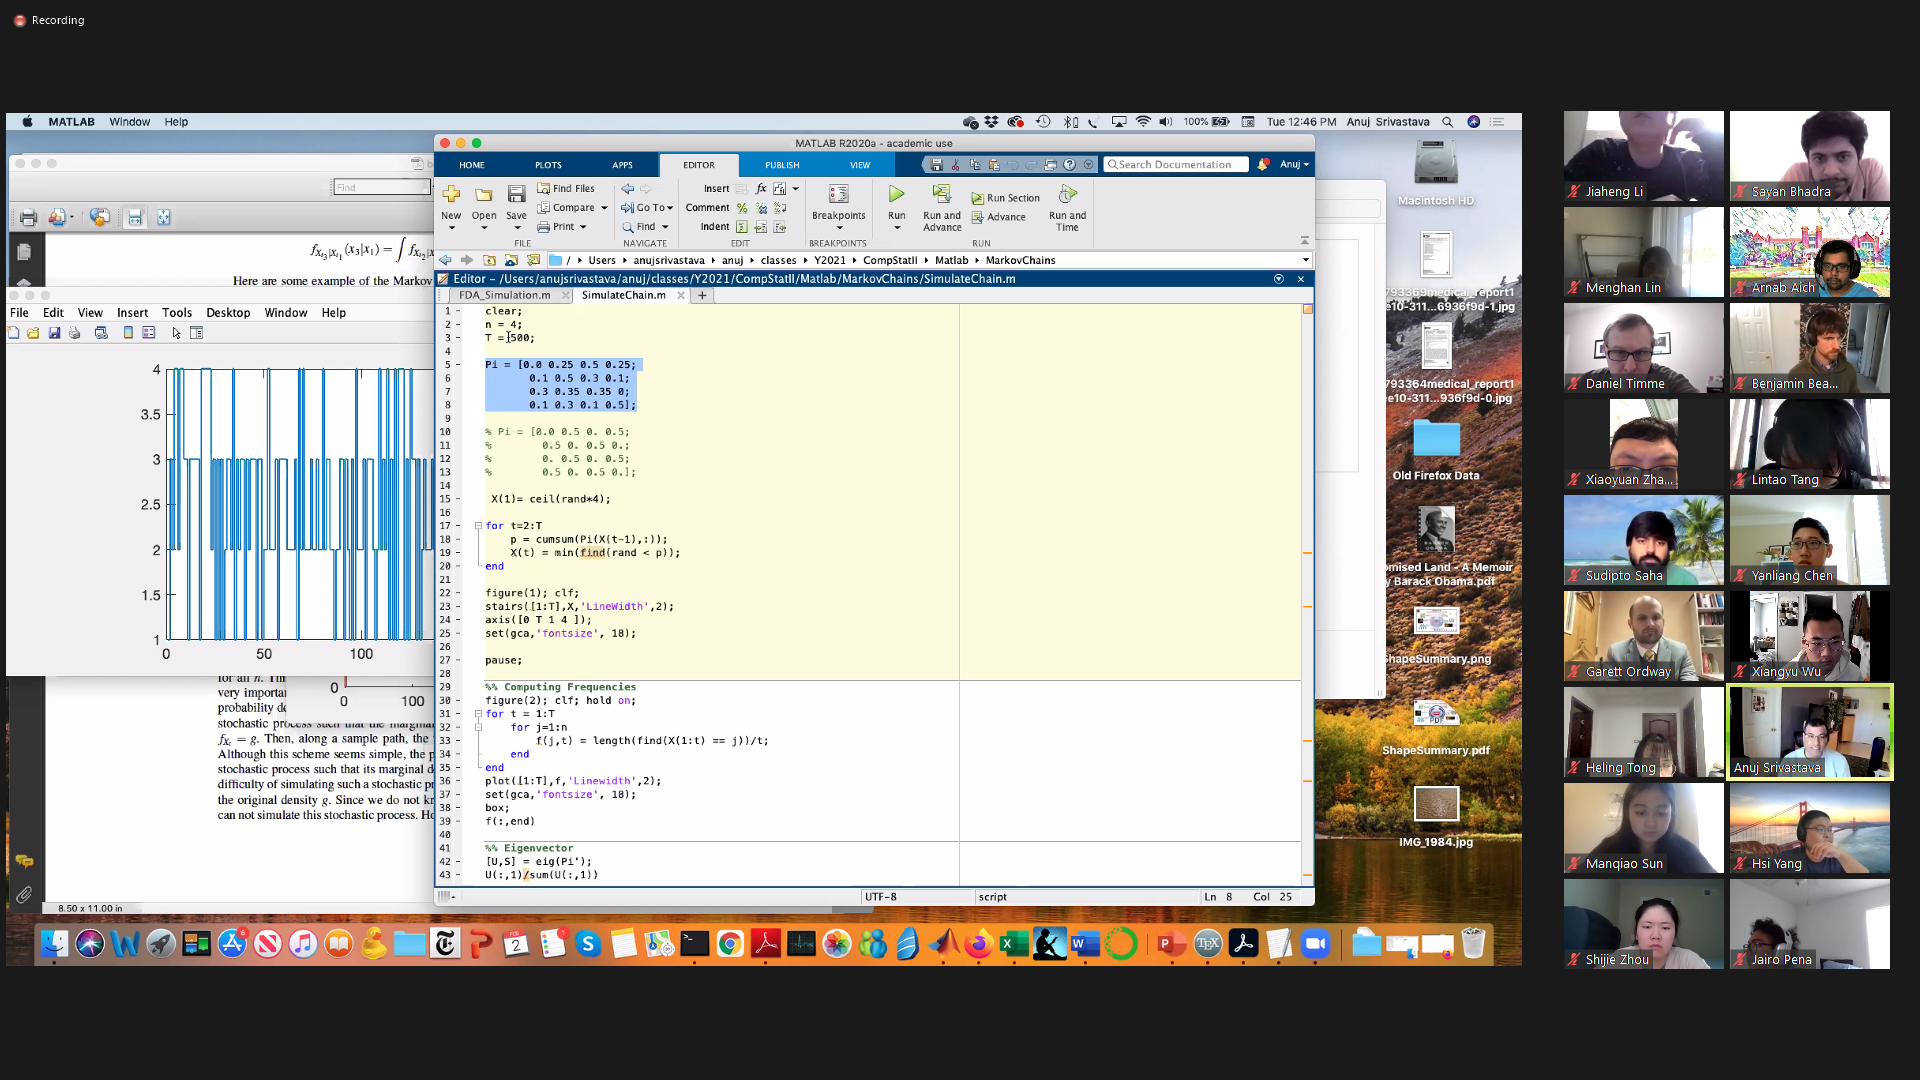 Recording
MATLAB Window Help
100% Tue 12:46 PM Anuj Srivastava
Find
Here are some example of the Markov
File Edit View Insert Tools Desktop Window Help
4
3.5
3
2.5
2
1.5
1
0 50 100
0
0 100
for all n. Thi
very importan
probability de
stochastic process such that the marginal
Then, along a sample path, the
Although this scheme seems simple, the p
stochastic process such that its marginal d
difficulty of simulating such a stochastic pr
the original density g. Since we do not kn
can not simulate this stochastic process. Ho
8.50 x 11.00 in
MATLAB R2020a - academic use
HOME PLOTS APPS EDITOR PUBLISH VIEW
Search Documentation Anuj
New Open Save
Find Files
Compare
Print
Go To
Find
Insert fx
Comment
Indent
Breakpoints
Run
Run and Advance
Run Section
Advance
Run and Time
FILE NAVIGATE EDIT BREAKPOINTS RUN
/ Users anujsrivastava anuj classes Y2021 CompStatII Matlab MarkovChains
Editor - /Users/anujsrivastava/anuj/classes/Y2021/CompStatII/Matlab/MarkovChains/SimulateChain.m
FDA_Simulation.m SimulateChain.m +
1 clear;
2 n = 4;
3 T = 500;
4
5 Pi = [0.0 0.25 0.5 0.25;
6 0.1 0.5 0.3 0.1;
7 0.3 0.35 0.35 0;
8 0.1 0.3 0.1 0.5];
9
10 % Pi = [0.0 0.5 0. 0.5;
11 % 0.5 0. 0.5 0.;
12 % 0. 0.5 0. 0.5;
13 % 0.5 0. 0.5 0.];
14
15 X(1)= ceil(rand*4);
16
17 for t=2:T
18 p = cumsum(Pi(X(t-1),:));
19 X(t) = min(find(rand < p));
20 end
21
22 figure(1); clf;
23 stairs([1:T],X,'LineWidth',2);
24 axis([0 T 1 4 ]);
25 set(gca,'fontsize', 18);
26
27 pause;
28
29 %% Computing Frequencies
30 figure(2); clf; hold on;
31 for t = 1:T
32 for j=1:n
33 f(j,t) = length(find(X(1:t) == j))/t;
34 end
35 end
36 plot([1:T],f,'Linewidth',2);
37 set(gca,'fontsize', 18);
38 box;
39 f(:,end)
40
41 %% Eigenvector
42 [U,S] = eig(Pi');
43 U(:,1)/sum(U(:,1))
UTF-8 script Ln 8 Col 25
Macintosh HD
793369medical_report1
e10-311...6936f9d-1.jpg
793364medical_report1
e10-311...936f9d-0.jpg
Old Firefox Data
omised Land - A Memoir
y Barack Obama.pdf
ShapeSummary.png
ShapeSummary.pdf
IMG_1984.jpg
Jiaheng Li
Sayan Bhadra
Menghan Lin
Arnab Aich
Daniel Timme
Benjamin Bea...
Xiaoyuan Zha...
Lintao Tang
Sudipto Saha
Yanliang Chen
Garett Ordway
Xiangyu Wu
Heling Tong
Anuj Srivastava
Manqiao Sun
Hsi Yang
Shijie Zhou
Jairo Pena